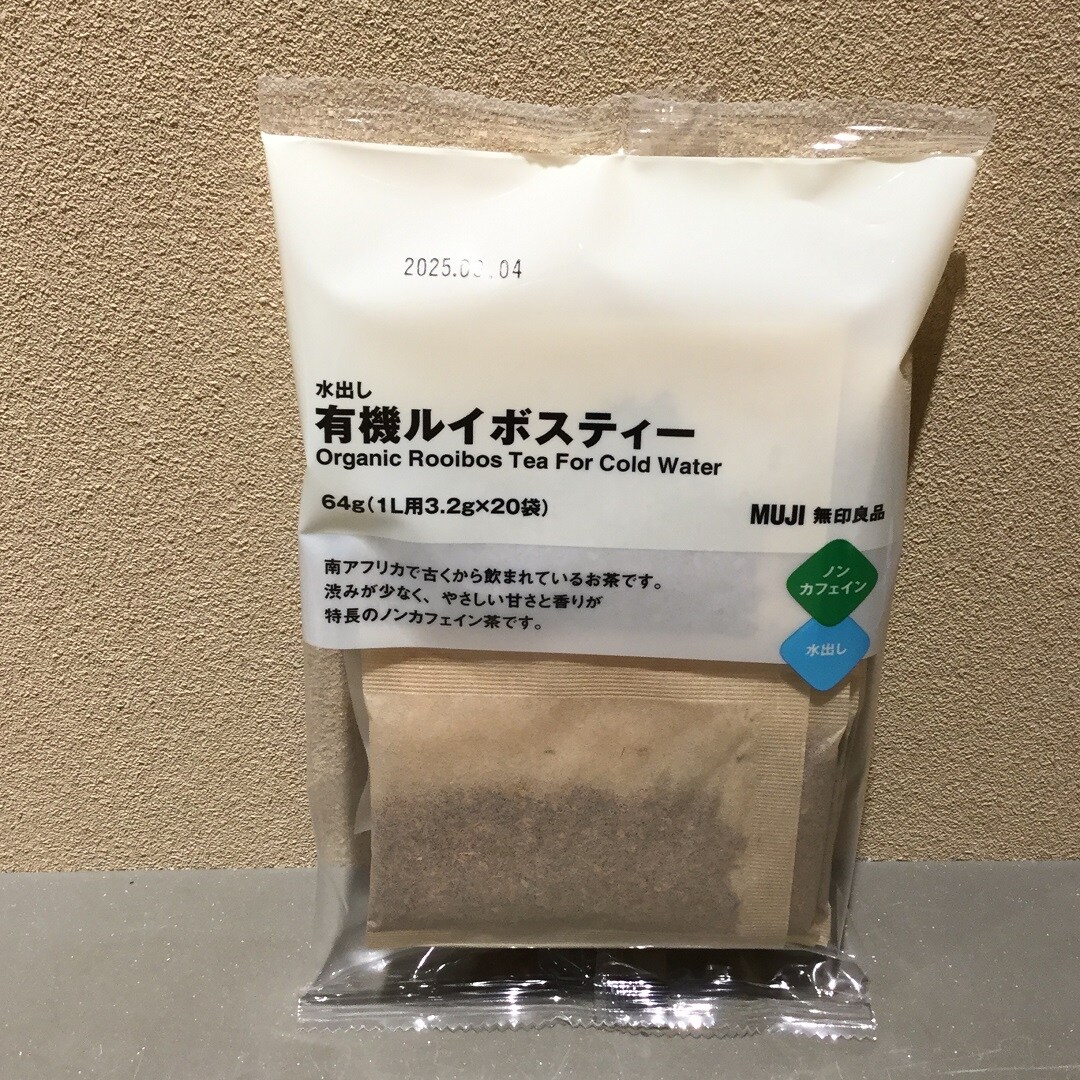 水出し
有機ルイボスティー
Organic Rooibos Tea For Cold Water
64g(1L用3.2g×20袋)
MUJI 無印良品
南アフリカで古くから飲まれているお茶です。
渋みが少なく、やさしい甘さと香りが
特長のノンカフェイン茶です。
ノン
カフェイン
水出し